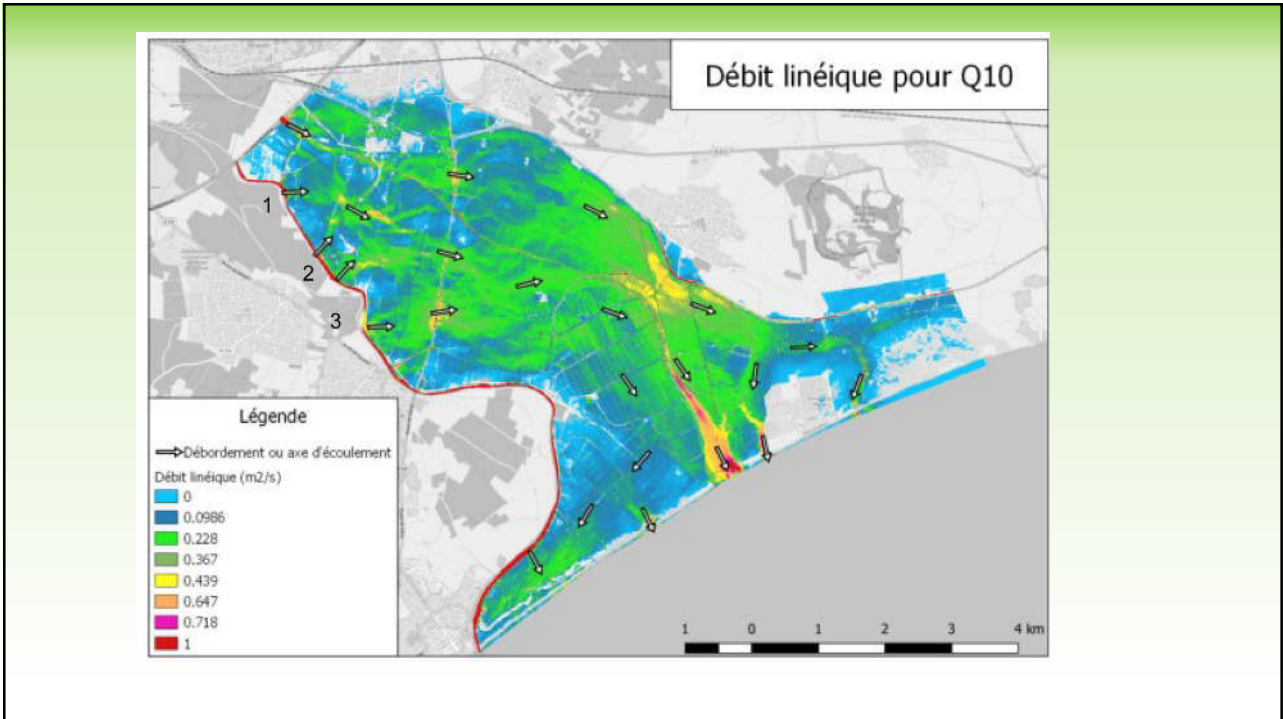 Débit linéique pour Q10
1
2
3
Légende
Débordement ou axe d'écoulement
Débit linéique (m2/s)
0
0.0986
0.228
0.367
0.439
0.647
0.718
1
1 0 1 2 3 4 km